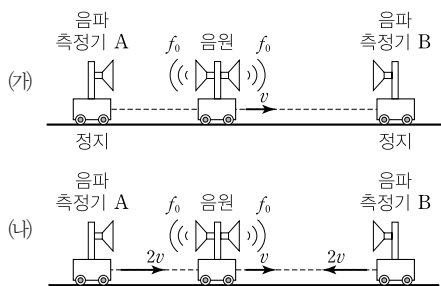 (가)
음파
측정기 A
f₀ 음원 f₀
음파
측정기 B
v
정지 정지
(나)
음파
측정기 A
f₀ 음원 f₀
음파
측정기 B
2v v 2v